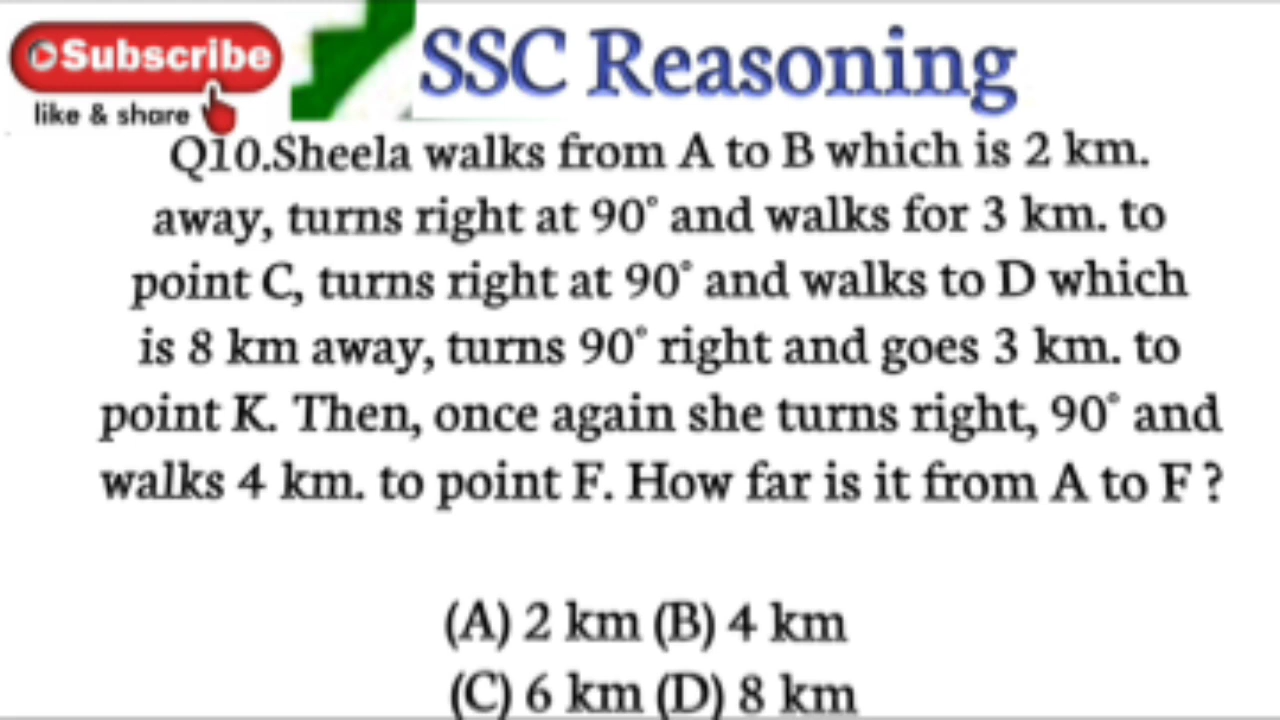 Subscribe
like & share
SSC Reasoning
Q10.Sheela walks from A to B which is 2 km.
away, turns right at 90° and walks for 3 km. to
point C, turns right at 90° and walks to D which
is 8 km away, turns 90° right and goes 3 km. to
point K. Then, once again she turns right, 90° and
walks 4 km. to point F. How far is it from A to F ?
(A) 2 km (B) 4 km
(C) 6 km (D) 8 km